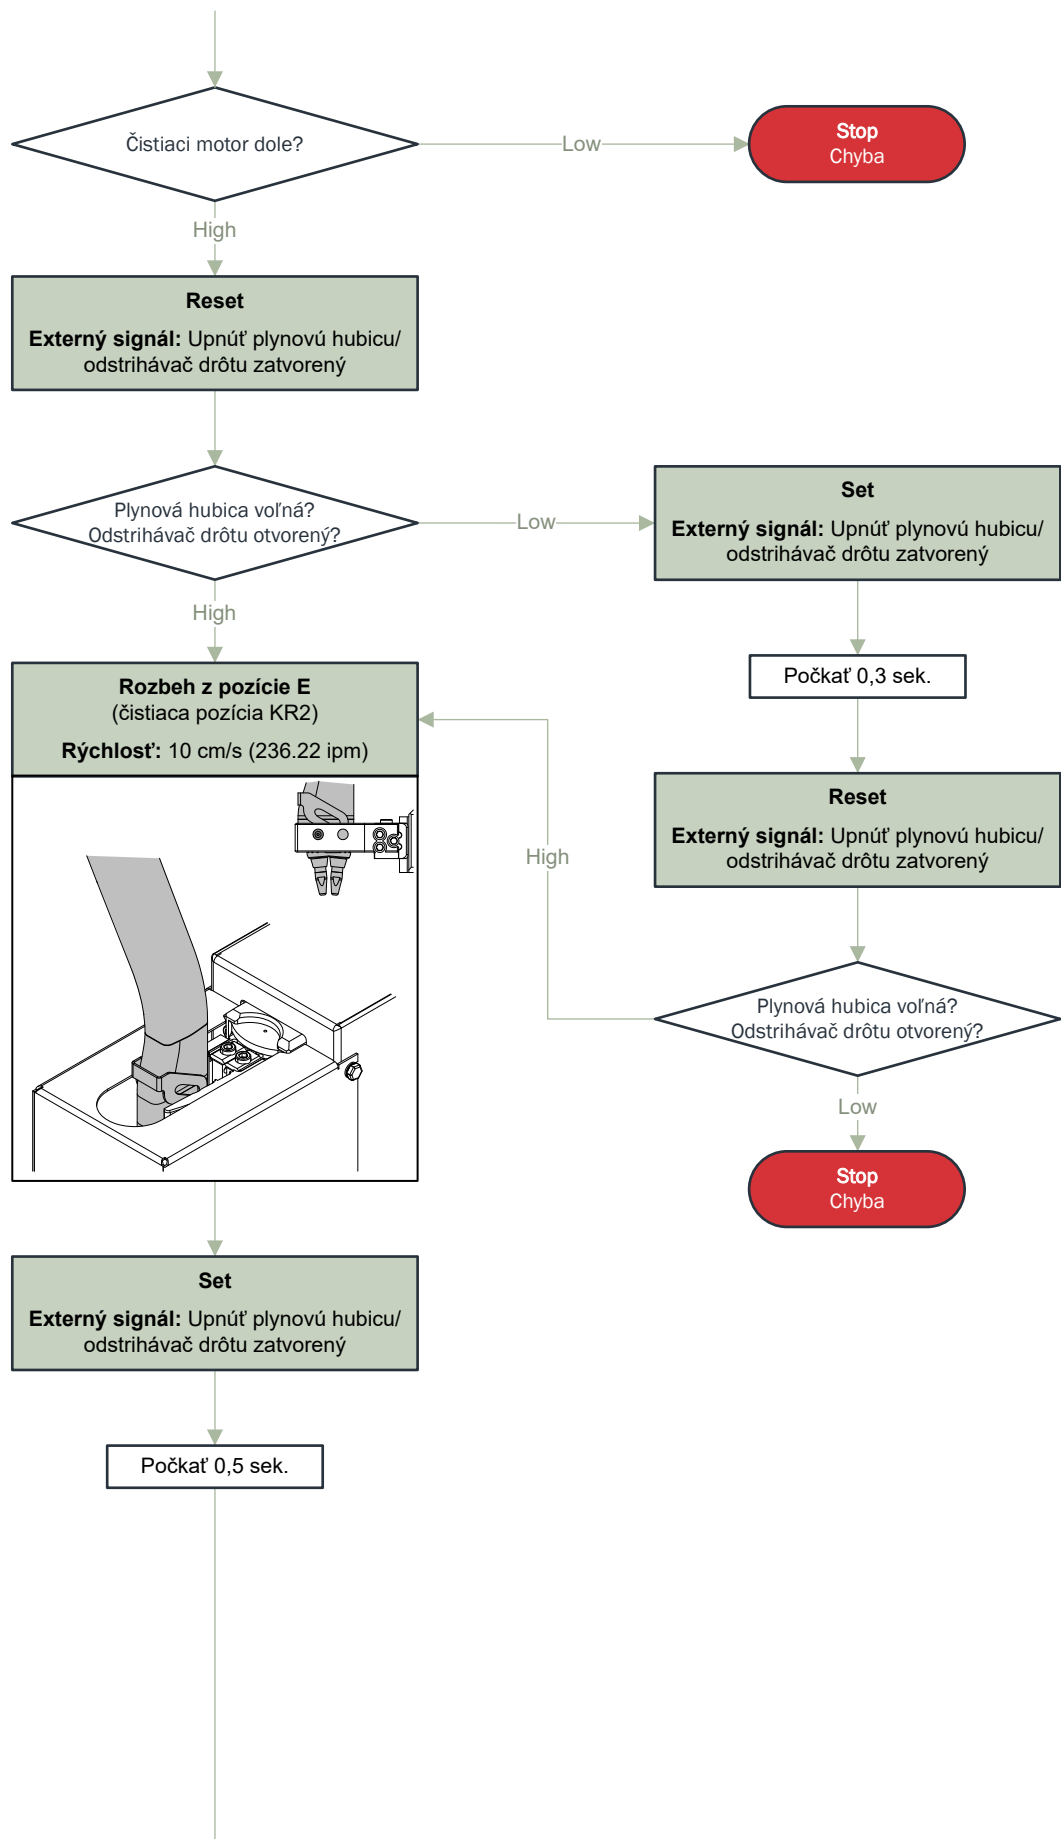 Čistiaci motor dole?
Low
Stop
Chyba
High
Reset
Externý signál: Upnúť plynovú hubicu/
odstrihávač drôtu zatvorený
Plynová hubica voľná?
Odstrihávač drôtu otvorený?
Low
Set
Externý signál: Upnúť plynovú hubicu/
odstrihávač drôtu zatvorený
High
Počkať 0,3 sek.
Rozbeh z pozície E
(čistiaca pozícia KR2)
Rýchlosť: 10 cm/s (236.22 ipm)
Reset
Externý signál: Upnúť plynovú hubicu/
odstrihávač drôtu zatvorený
High
Plynová hubica voľná?
Odstrihávač drôtu otvorený?
Low
Stop
Chyba
Set
Externý signál: Upnúť plynovú hubicu/
odstrihávač drôtu zatvorený
Počkať 0,5 sek.